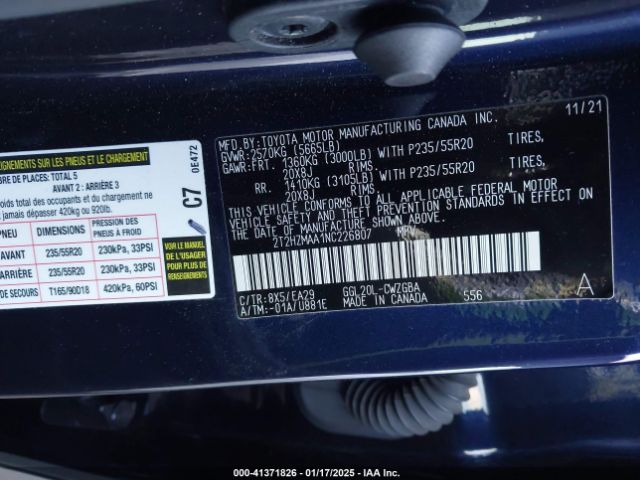 EIGNEMENTS SUR LES PNEUS ET LE CHARGEMENT
BRE DE PLACES: TOTAL 5
AVANT 2 : ARRIÈRE 3
oids total des occupants et du chargement ne
jamais dépasser 420kg ou 920lb.
PNEU DIMENSIONS PRESSION DES PNEUS À FROID
AVANT 235/55R20 230kPa, 33PSI
ARRIÈRE 235/55R20 230kPa, 33PSI
DE SECOURS T165/90D18 420kPa, 60PSI
VOIR LE MANUEL
DE L'USAGER
POUR PLUS DE
PRÉCISIONS.
C7
0E472
11/21
MFD.BY:TOYOTA MOTOR MANUFACTURING CANADA INC.
GVWR:2570KG (5665LB)
GAWR:FRT. 1360KG (3000LB) WITH P235/55R20 TIRES,
20X8J RIMS.
RR. 1410KG (3105LB) WITH P235/55R20 TIRES,
20X8J RIMS.
THIS VEHICLE CONFORMS TO ALL APPLICABLE FEDERAL MOTOR
VEHICLE SAFETY AND THEFT PREVENTION STANDARDS IN EFFECT
ON THE DATE OF MANUFACTURE SHOWN ABOVE.
2T2HZMAA1NC226807 MPV
C/TR:8X5/EA29 GGL20L-CWZGBA
A/TM:-01A/U881E MADE IN CANADA 556
A
000-41371826 - 01/17/2025 - IAA, Inc.